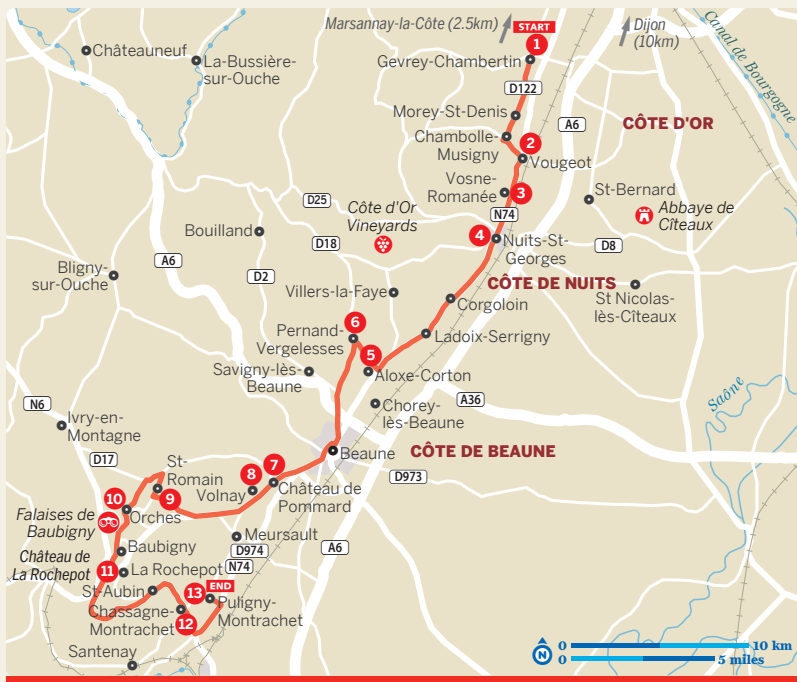 Marsannay-la-Côte (2.5km)
START
Dijon
(10km)
Canal de Bourgogne
1
Châteauneuf
La-Bussière-
sur-Ouche
Gevrey-Chambertin
D122
Morey-St-Denis
A6
CÔTE D'OR
Chambolle-
Musigny
2
Vougeot
Vosne-
Romanée
3
St-Bernard
D25
Côte d'Or
Vineyards
N74
Abbaye de
Cîteaux
Bouilland
D18
4
Nuits-St-
Georges
D8
A6
Bligny-
sur-Ouche
D2
CÔTE DE NUITS
Villers-la-Faye
Corgoloin
St Nicolas-
lès-Cîteaux
6
Pernand-
Vergelesses
Ladoix-Serrigny
5
Savigny-lès-
Beaune
Aloxe-Corton
Saône
N6
Chorey-
lès-Beaune
A36
Ivry-en-
Montagne
Beaune
CÔTE DE BEAUNE
D17
St-
Romain
8
7
D973
Volnay
Château de
Pommard
10
9
Orches
Falaises de
Baubigny
Meursault
Baubigny
D974
A6
Château de
La Rochepot
11
La Rochepot
N74
St-Aubin
13
END
Puligny-
Montrachet
Chassagne-
Montrachet
12
Santenay
N
0
10 km
0
5 miles